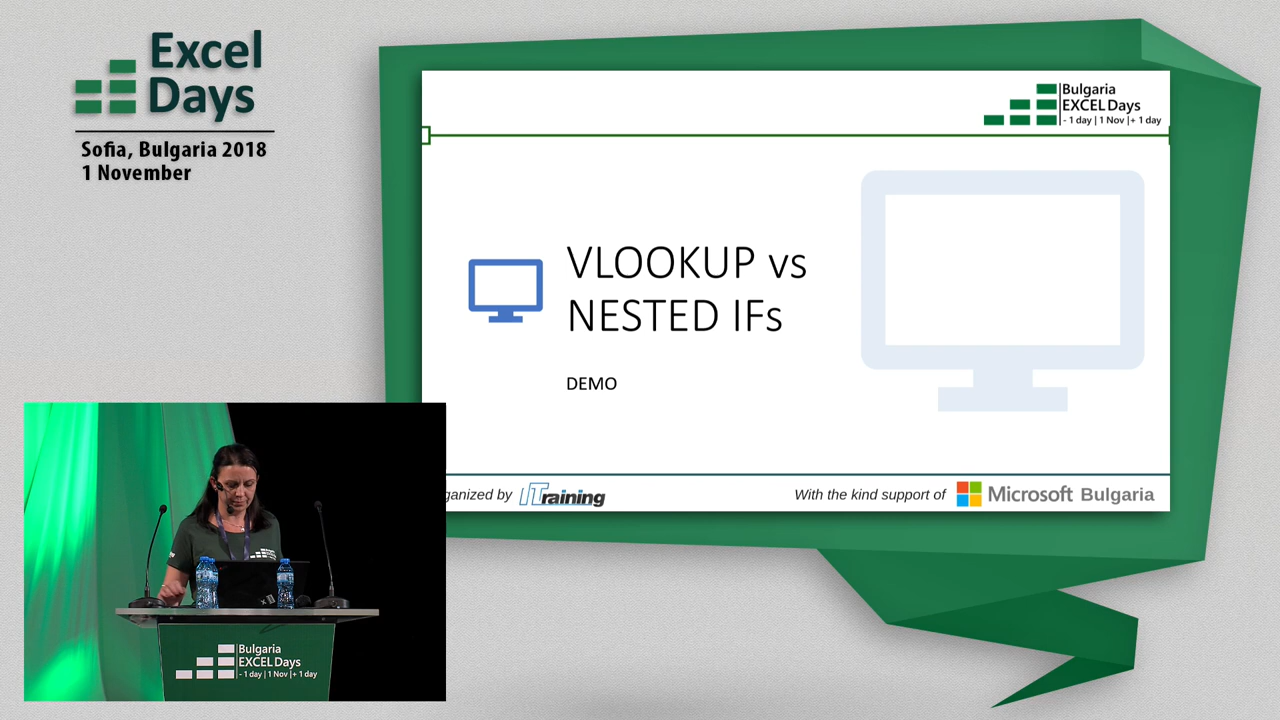 Excel
Days
Sofia, Bulgaria 2018
1 November
Bulgaria
EXCEL Days
- 1 day | 1 Nov |+ 1 day
VLOOKUP vs
NESTED IFs
DEMO
ganized by ITraining
With the kind support of Microsoft Bulgaria
Bulgaria
EXCEL Days
- 1 day | 1 Nov |+ 1 day